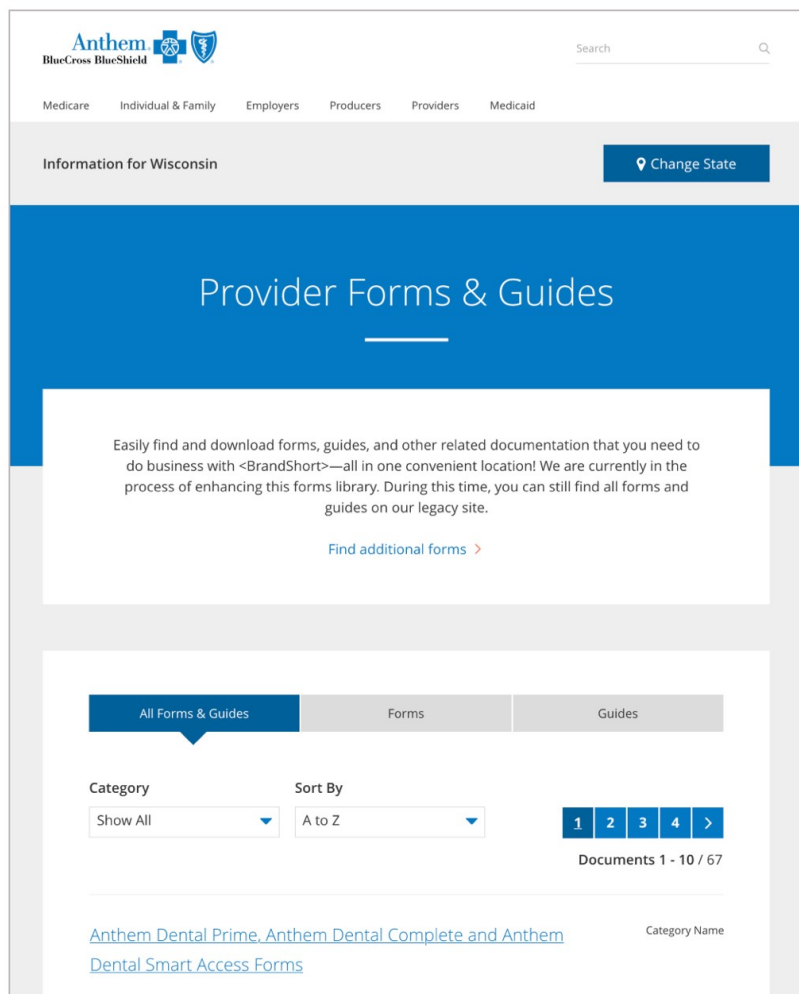 Anthem
BlueCross BlueShield
Search
Medicare Individual & Family Employers Producers Providers Medicaid
Information for Wisconsin
Change State
Provider Forms & Guides
Easily find and download forms, guides, and other related documentation that you need to
do business with <BrandShort>—all in one convenient location! We are currently in the
process of enhancing this forms library. During this time, you can still find all forms and
guides on our legacy site.
Find additional forms >
All Forms & Guides Forms Guides
Category Sort By
Show All A to Z
1 2 3 4 >
Documents 1 - 10 / 67
Anthem Dental Prime, Anthem Dental Complete and Anthem
Dental Smart Access Forms
Category Name